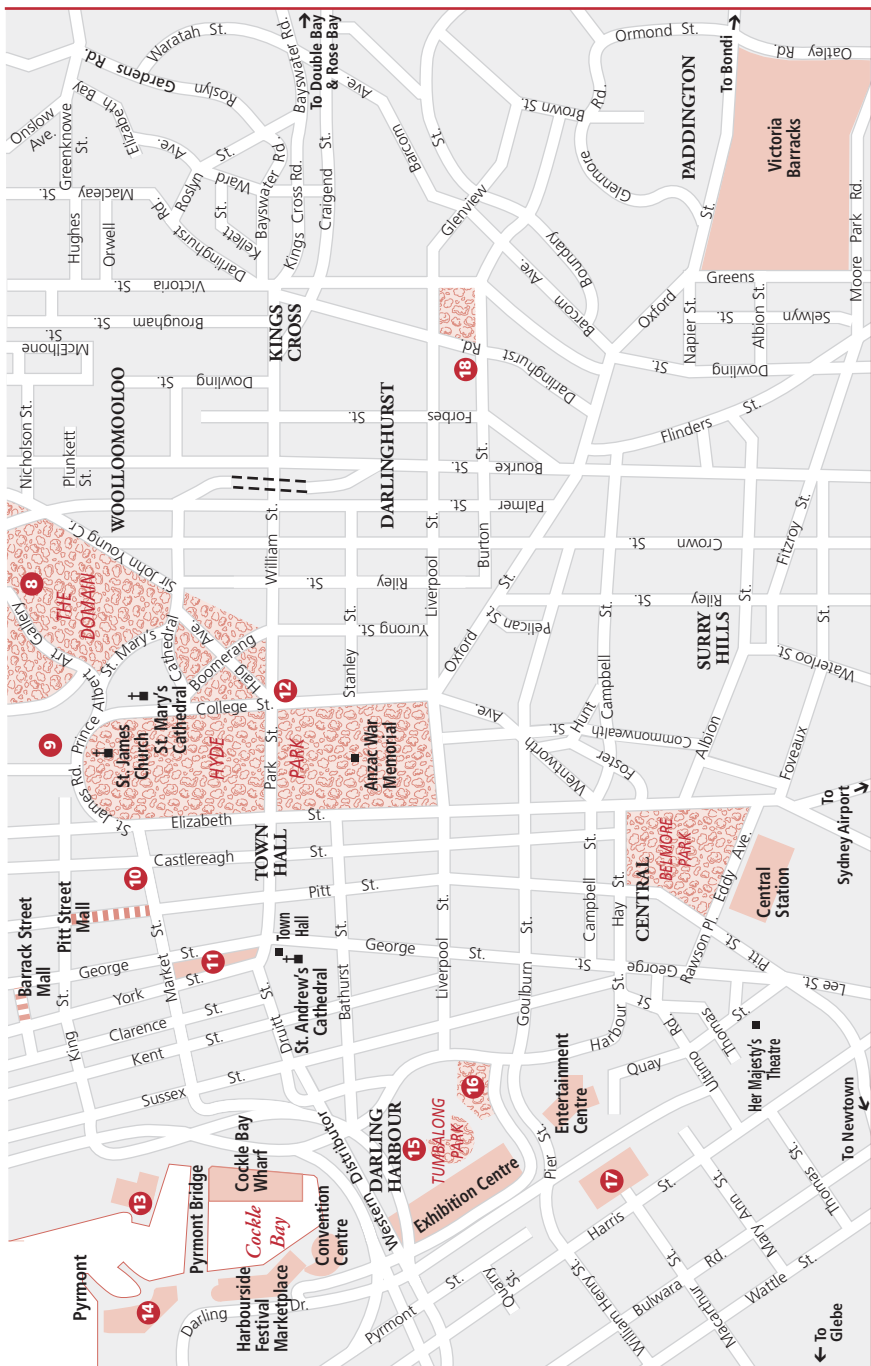 Pyrmont
14
13
Darling
Dr.
Harbourside
Festival
Marketplace
Pyrmont Bridge
Cockle
Bay
Cockle Bay
Wharf
Convention
Centre
← To
Glebe
Pyrmont
St.
Quarry
St.
William Henry St.
Bulwara
Rd.
Macarthur
St.
Wattle
St.
Mary Ann
St.
Thomas
St.
Harris
St.
17
Exhibition Centre
Western
Distributor
DARLING
HARBOUR
15
TUMBALONG
PARK
16
Pier
St.
Entertainment
Centre
Quay
St.
Ultimo
Rd.
Thomas
St.
Her Majesty's
Theatre
To Newtown
Harbour
St.
Barrack Street
Mall
Pitt Street
Mall
King
St.
Sussex
St.
Kent
St.
Clarence
St.
York
St.
George
St.
Market
St.
10
11
Druitt
St.
Town
Hall
St. Andrew's
Cathedral
Bathurst
St.
TOWN
HALL
Castlereagh
St.
Elizabeth
St.
Pitt
St.
George
St.
Liverpool
St.
Goulburn
St.
Campbell
St.
Hay
St.
George
St.
CENTRAL
BELMORE
PARK
Rawson Pl.
Eddy
Ave.
Pitt
St.
Lee St.
Central
Station
To
Sydney Airport
9
St. James
Rd.
Prince
Albert
St. James
Church
St. Mary's
Cathedral
HYDE
PARK
Park
St.
Anzac War
Memorial
College
St.
12
Art
Gallery
8
THE
DOMAIN
St. Mary's
Cathedral
Boomerang
Haig
Ave.
Sir John Young Cr.
William
St.
Riley
St.
Stanley
St.
Yurong St.
Liverpool
St.
Oxford
St.
Pelican St.
Wentworth
Ave.
Hunt
Foster
Campbell
St.
Commonwealth
St.
Albion
St.
Foveaux
St.
Waterloo St.
SURRY
HILLS
Riley
St.
Crown
St.
Fitzroy
St.
Nicholson St.
Plunkett
St.
WOOLLOOMOOLOO
McElhone
St.
Dowling
St.
Brougham
St.
Victoria
St.
KINGS
CROSS
DARLINGHURST
Forbes
St.
Bourke
St.
Palmer
St.
Burton
St.
18
Darlinghurst
Rd.
Flinders
St.
Dowling
St.
Onslow
Ave.
Greenknowe
St.
Macleay
St.
Hughes
Orwell
Elizabeth Bay
Gardens Rd.
Waratah
St.
Roslyn
Ave.
Roslyn
St.
Ward
Kellett
St.
Darlinghurst
Rd.
Bayswater
Rd.
Kings Cross Rd.
Bayswater Rd.
To Double Bay
& Rose Bay
Craigend
St.
Barcom
Ave.
Glenview
St.
Brown St.
Boundary
Barcom
Ave.
Glenmore
Rd.
Ormond
St.
PADDINGTON
Oxford
St.
To Bondi
Oatley
Rd.
Victoria
Barracks
Greens
Napier St.
Albion St.
Selwyn
St.
Moore Park Rd.